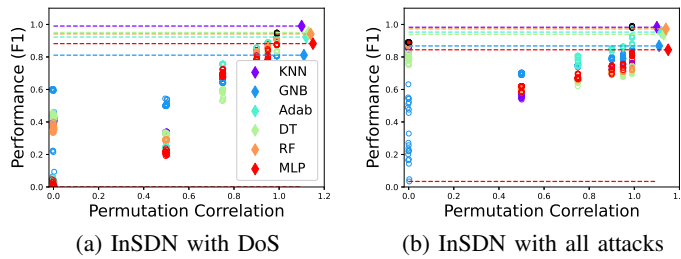 Performance (F1)
1.0
0.8
0.6
0.4
0.2
0.0
0.0 0.2 0.4 0.6 0.8 1.0 1.2
Permutation Correlation
KNN
GNB
Adab
DT
RF
MLP
(a) InSDN with DoS
Performance (F1)
1.0
0.8
0.6
0.4
0.2
0.0
0.0 0.2 0.4 0.6 0.8 1.0 1.2
Permutation Correlation
(b) InSDN with all attacks